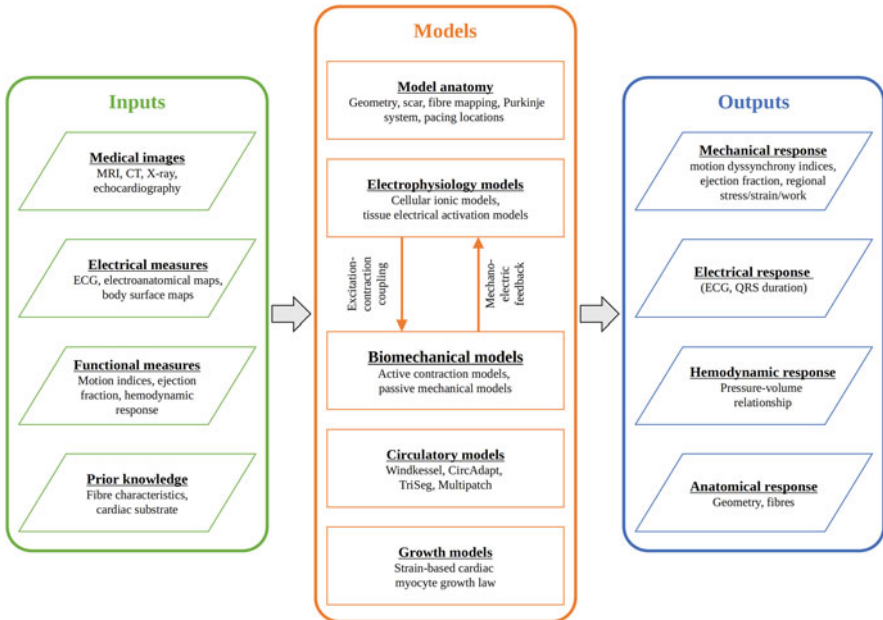 Inputs
Medical images
MRI, CT, X-ray,
echocardiography
Electrical measures
ECG, electroanatomical maps,
body surface maps
Functional measures
Motion indices, ejection
fraction, hemodynamic
response
Prior knowledge
Fibre characteristics,
cardiac substrate
Models
Model anatomy
Geometry, scar, fibre mapping, Purkinje
system, pacing locations
Electrophysiology models
Cellular ionic models,
tissue electrical activation models
Excitation-
contraction
coupling
Mechano-
electric
feedback
Biomechanical models
Active contraction models,
passive mechanical models
Circulatory models
Windkessel, CircAdapt,
TriSeg, Multipatch
Growth models
Strain-based cardiac
myocyte growth law
Outputs
Mechanical response
motion dyssynchrony indices,
ejection fraction, regional
stress/strain/work
Electrical response
(ECG, QRS duration)
Hemodynamic response
Pressure-volume
relationship
Anatomical response
Geometry, fibres